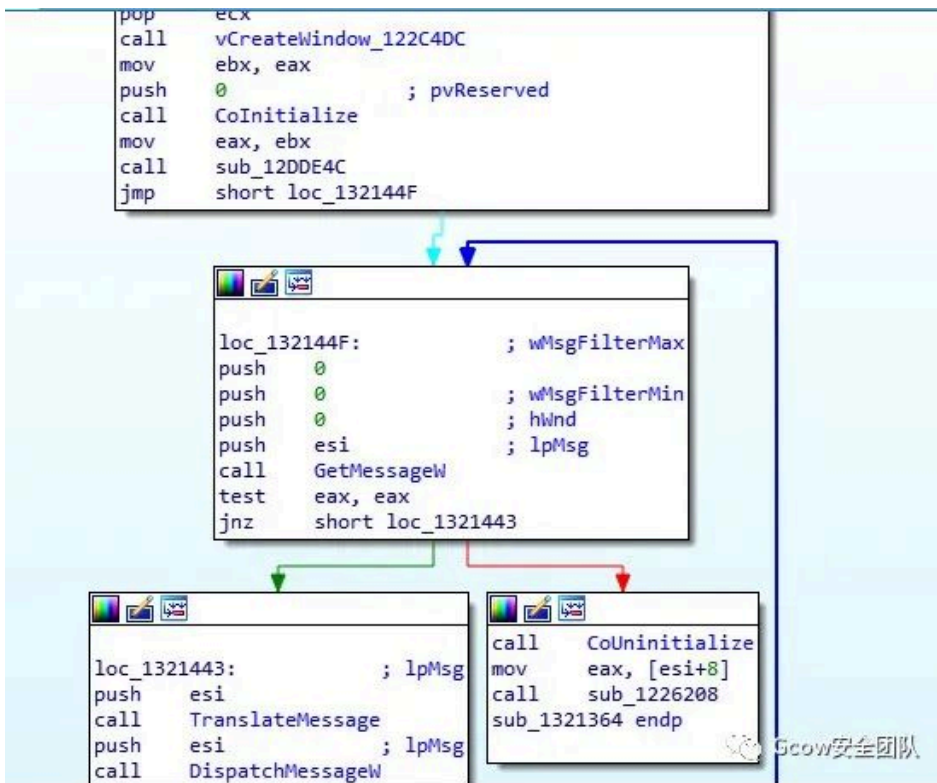 pop ecx
call vCreateWindow_122C4DC
mov ebx, eax
push 0 ; pvReserved
call CoInitialize
mov eax, ebx
call sub_12DDE4C
jmp short loc_132144F
loc_132144F: ; wMsgFilterMax
push 0
push 0 ; wMsgFilterMin
push 0 ; hWnd
push esi ; lpMsg
call GetMessageW
test eax, eax
jnz short loc_1321443
loc_1321443: ; lpMsg
push esi
call TranslateMessage
push esi ; lpMsg
call DispatchMessageW
call CoUninitialize
mov eax, [esi+8]
call sub_1226208
sub_1321364 endp
Gcow安全团队